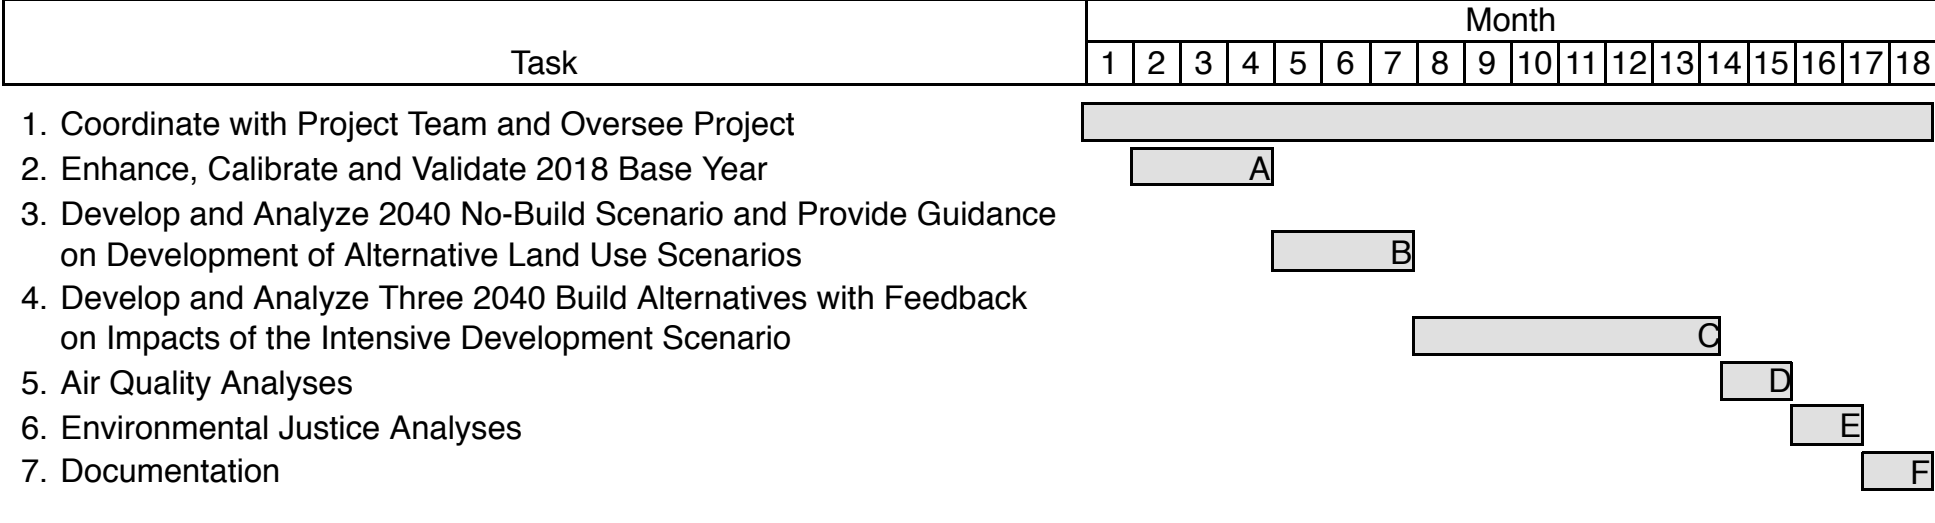 Month
Task 1 2 3 4 5 6 7 8 9 10 11 12 13 14 15 16 17 18
1. Coordinate with Project Team and Oversee Project
2. Enhance, Calibrate and Validate 2018 Base Year A
3. Develop and Analyze 2040 No-Build Scenario and Provide Guidance
on Development of Alternative Land Use Scenarios B
4. Develop and Analyze Three 2040 Build Alternatives with Feedback
on Impacts of the Intensive Development Scenario C
5. Air Quality Analyses D
6. Environmental Justice Analyses E
7. Documentation F